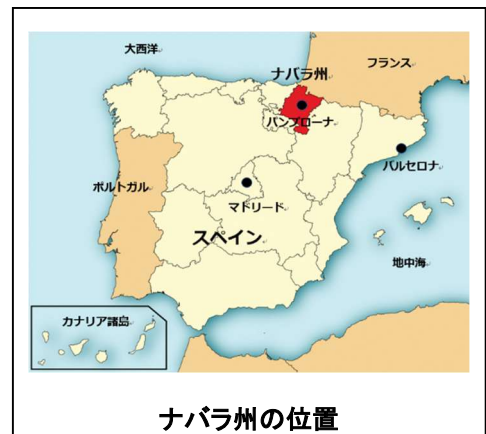 大西洋
フランス
ナバラ州
パンプローナ
バルセロナ
ポルトガル
マドリード
スペイン
地中海
カナリア諸島
ナバラ州の位置